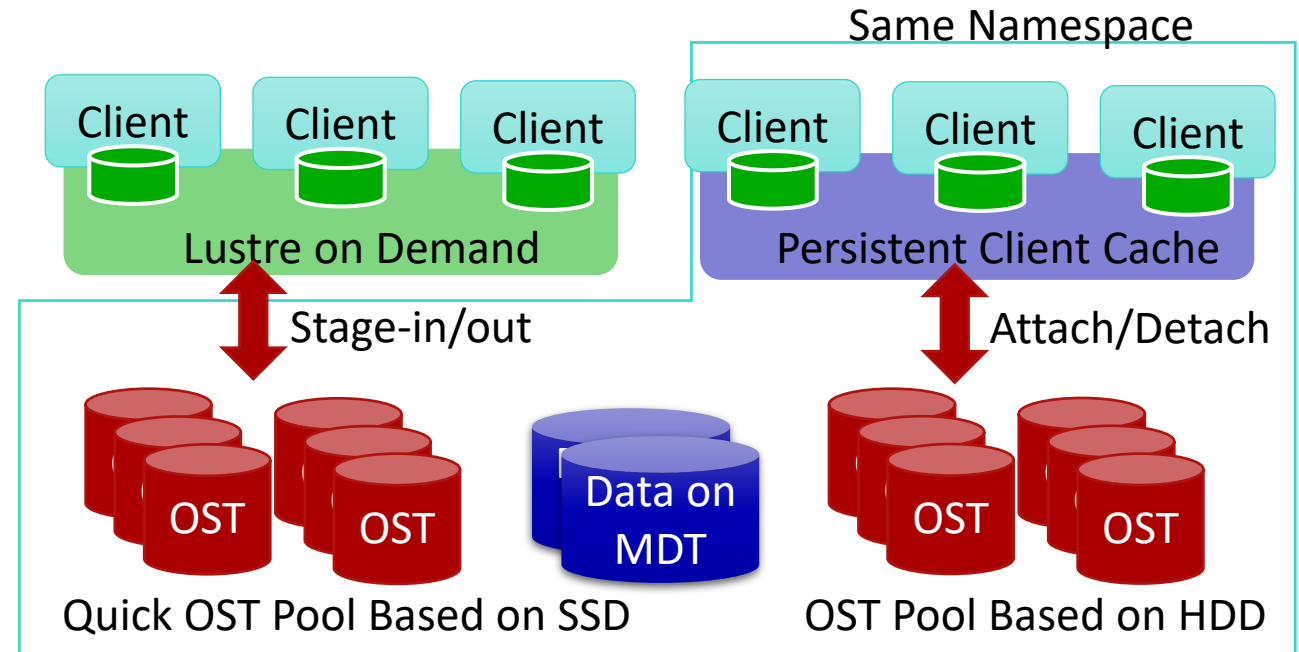 Same Namespace
Client
Client
Client
Client
Client
Client
Lustre on Demand
Persistent Client Cache
Stage-in/out
Attach/Detach
OST
OST
Data on
MDT
OST
OST
Quick OST Pool Based on SSD
OST Pool Based on HDD